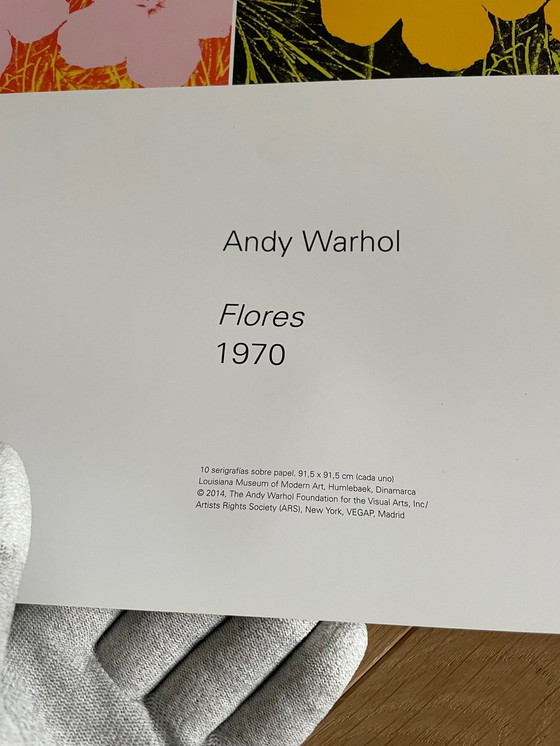 Andy Warhol
Flores
1970
10 serigrafías sobre papel. 91,5 x 91,5 cm (cada uno)
Louisiana Museum of Modern Art, Humlebaek, Dinamarca
© 2014, The Andy Warhol Foundation for the Visual Arts, Inc/
Artists Rights Society (ARS), New York, VEGAP, Madrid